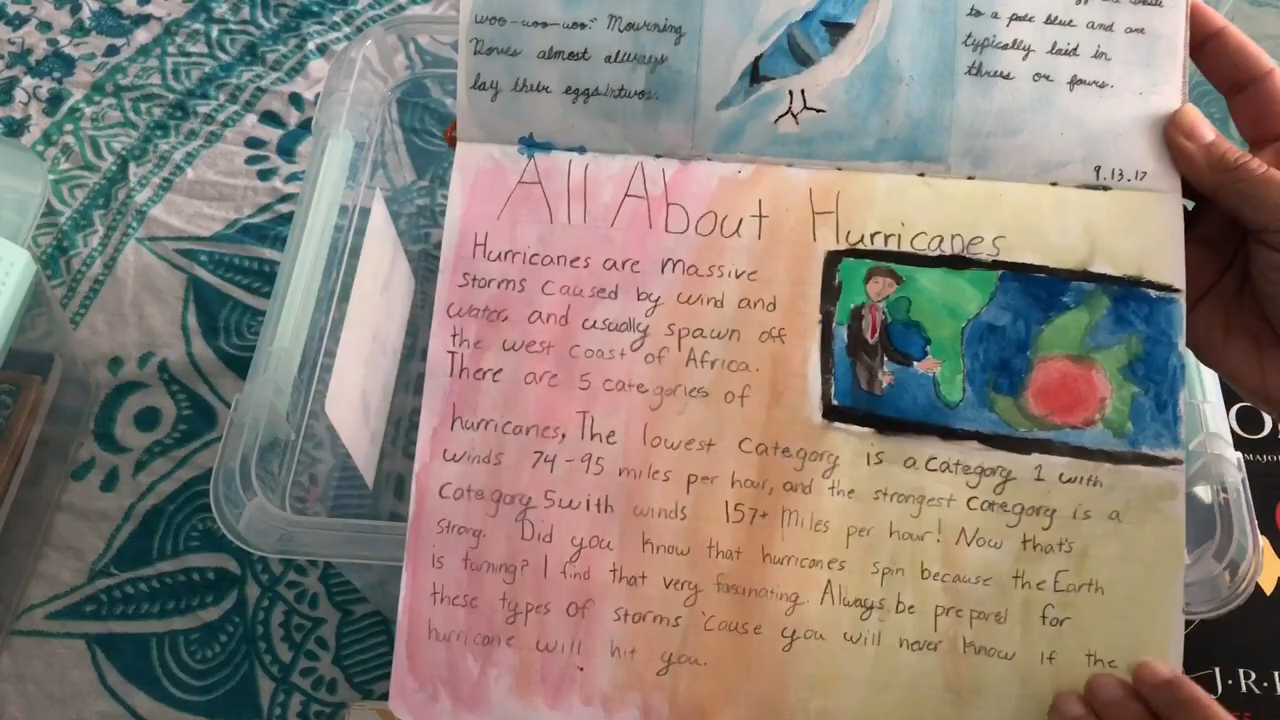 woo-woo-woo." Mourning
Doves almost always
lay their eggs in twos.
to a pale blue and are
typically laid in
threes or fours.
9.13.17
All About Hurricanes
Hurricanes are massive
storms caused by wind and
water, and usually spawn off
the west coast of Africa.
There are 5 categories of
hurricanes, The lowest category is a category 1 with
winds 74-95 miles per hour, and the strongest category is a
category 5 with winds 157+ miles per hour! Now that's
strong. Did you know that hurricanes spin because the Earth
is turning? I find that very fascinating. Always be prepared for
these types of storms 'cause you will never know if the
hurricane will hit you.
J·R·